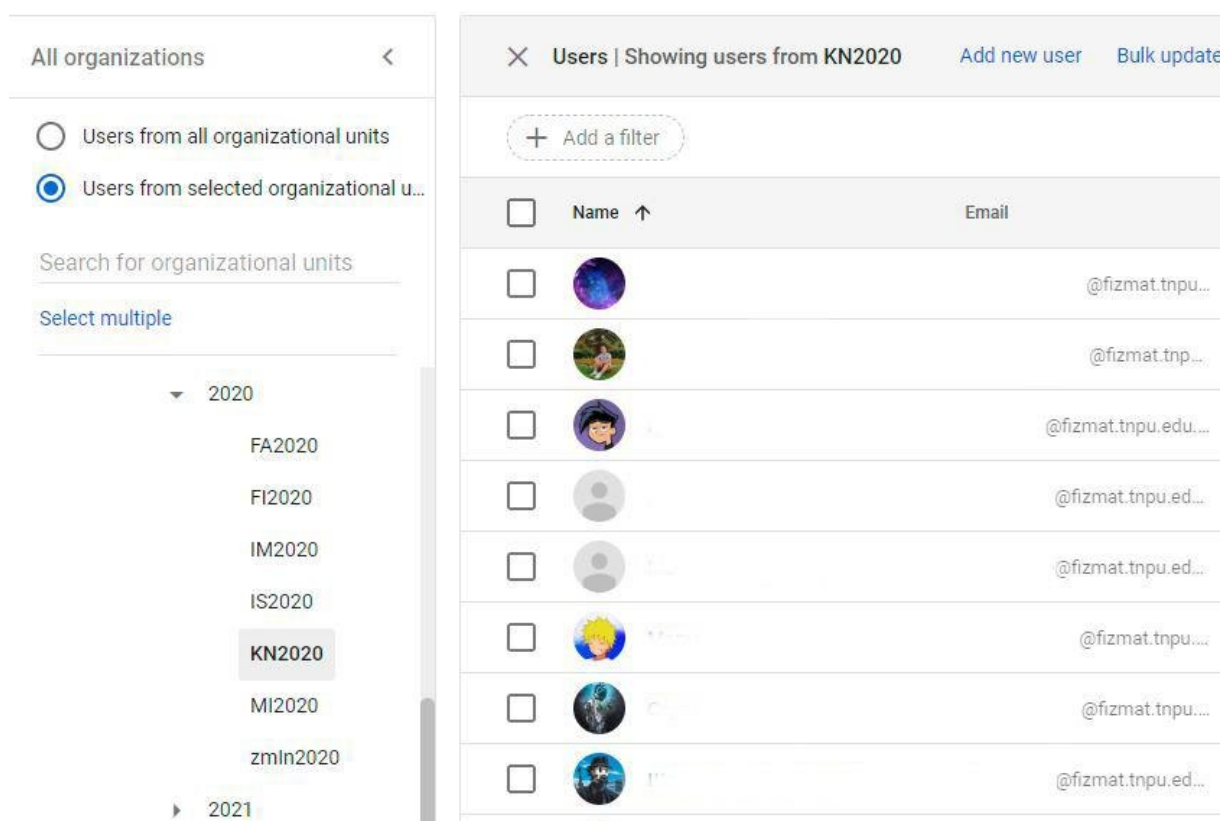 All organizations
Users from all organizational units
Users from selected organizational u...
Search for organizational units
Select multiple
2020
FA2020
FI2020
IM2020
IS2020
KN2020
MI2020
zmIn2020
2021
Users | Showing users from KN2020
Add new user
Bulk update
Add a filter
Name
Email
@fizmat.tnpu...
@fizmat.tnp...
@fizmat.tnpu.edu....
@fizmat.tnpu.ed...
@fizmat.tnpu.ed...
@fizmat.tnpu....
@fizmat.tnpu....
@fizmat.tnpu.ed...